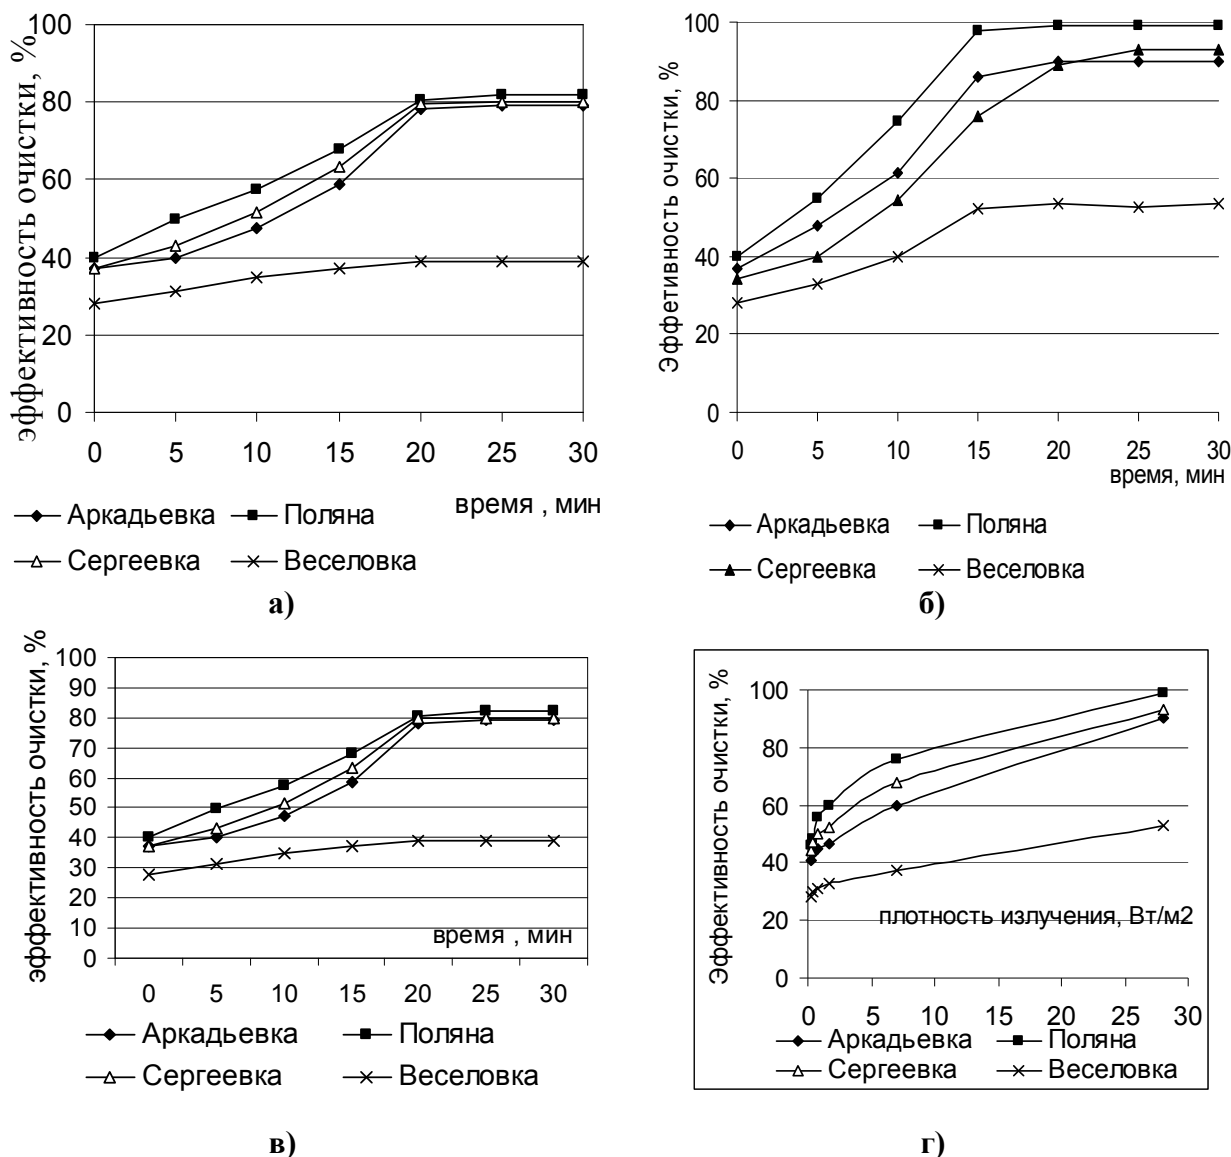 эффективность очистки, %
100
80
60
40
20
0
0 5 10 15 20 25 30
время , мин
Аркадьевка Поляна
Сергеевка Веселовка
а)
Эффетивность очистки, %
100
80
60
40
20
0
0 5 10 15 20 25 30
время, мин
Аркадьевка Поляна
Сергеевка Веселовка
б)
эффективность очистки, %
100
90
80
70
60
50
40
30
20
10
0
время , мин
0 5 10 15 20 25 30
Аркадьевка Поляна
Сергеевка Веселовка
в)
Эффективность очистки, %
100
80
60
40
20
0
плотность излучения, Вт/м2
0 5 10 15 20 25 30
Аркадьевка Поляна
Сергеевка Веселовка
г)